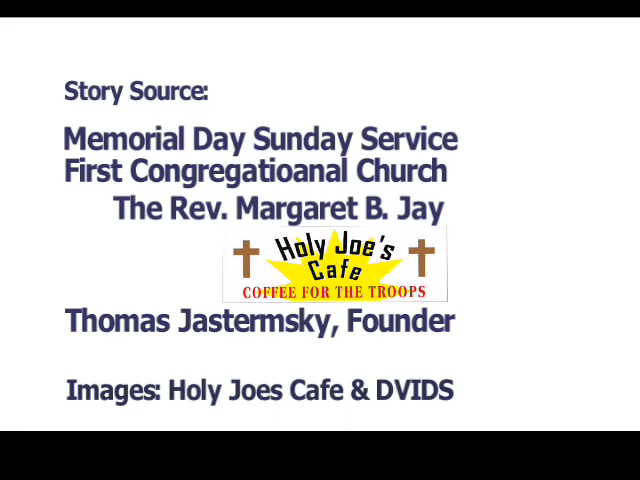 Story Source:
Memorial Day Sunday Service
First Congregatioanal Church
The Rev. Margaret B. Jay
Holy Joe's
Cafe
COFFEE FOR THE TROOPS
Thomas Jastermsky, Founder
Images: Holy Joes Cafe & DVIDS